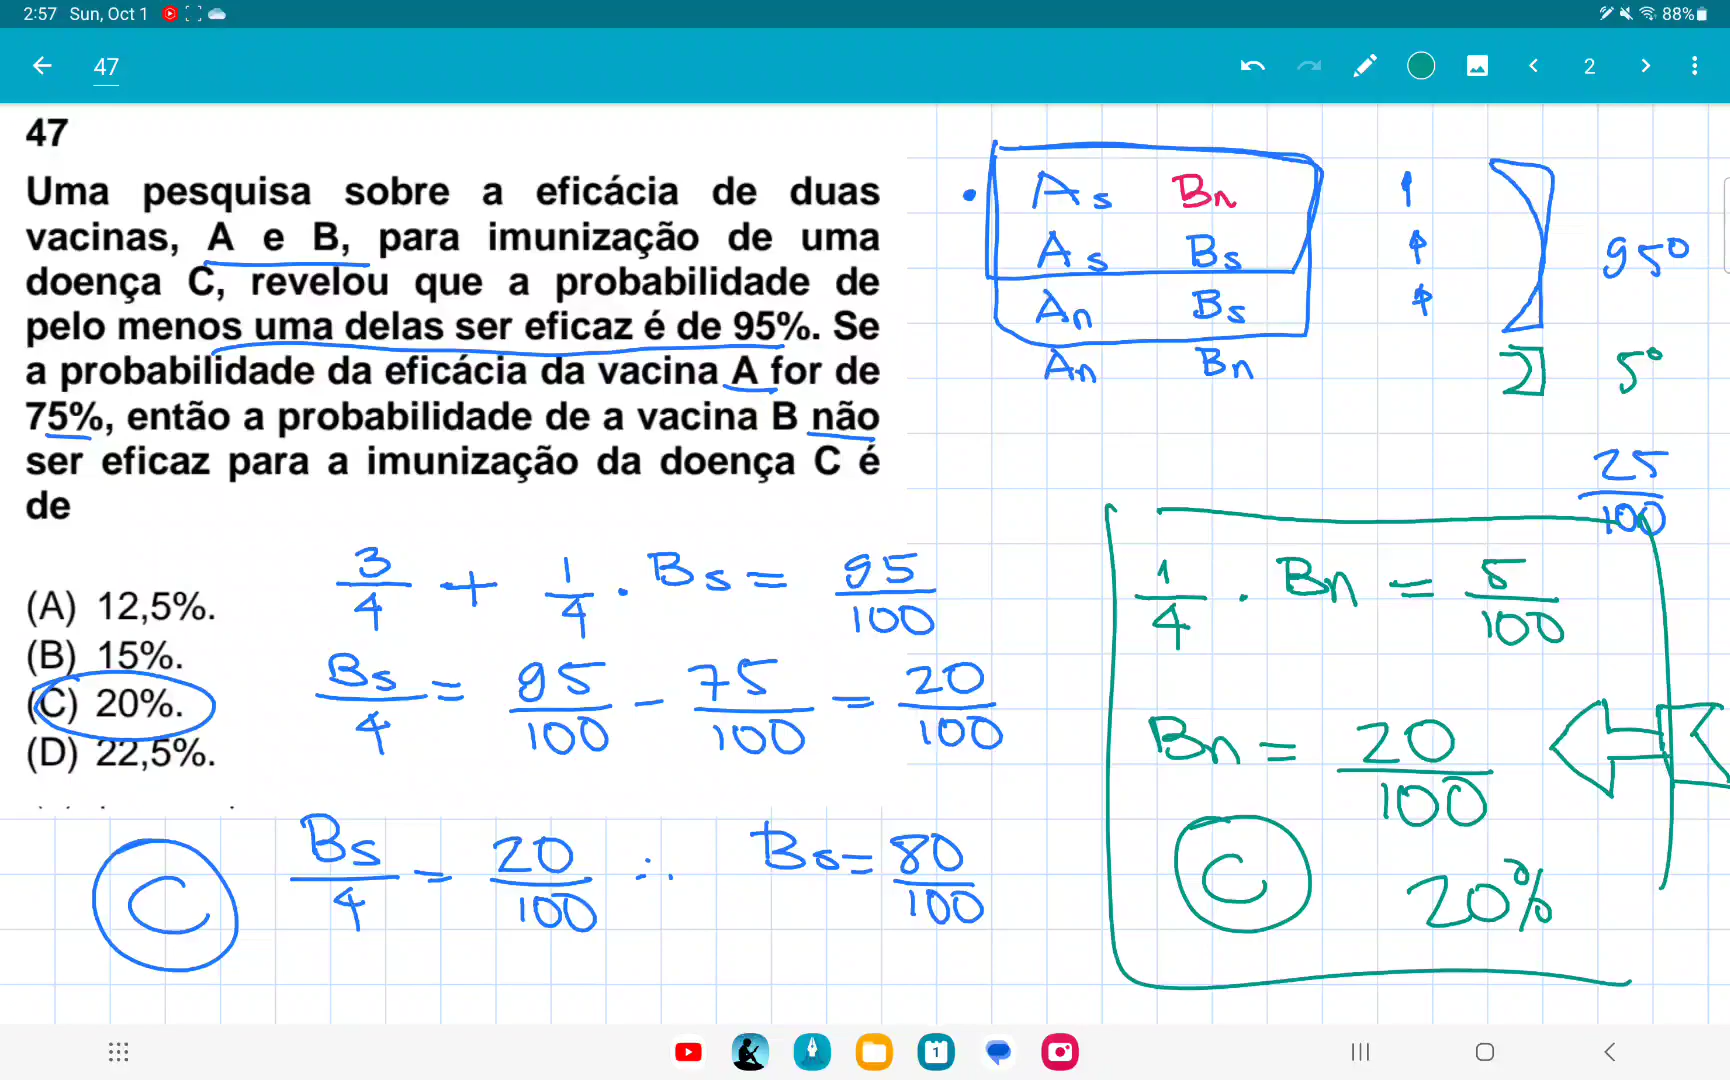 2:57 Sun, Oct 1
88%
47
2
47
Uma pesquisa sobre a eficácia de duas
vacinas, A e B, para imunização de uma
doença C, revelou que a probabilidade de
pelo menos uma delas ser eficaz é de 95%. Se
a probabilidade da eficácia da vacina A for de
75%, então a probabilidade de a vacina B não
ser eficaz para a imunização da doença C é
de
(A) 12,5%.
(B) 15%.
(C) 20%.
(D) 22,5%.
3/4 + 1/4 . Bs = 95/100
Bs/4 = 95/100 - 75/100 = 20/100
C
Bs/4 = 20/100 ∴ Bs = 80/100
As Bn
As Bs
An Bs
An Bn
95°
5°
25/100
1/4 . Bn = 5/100
Bn = 20/100
C
20%
1